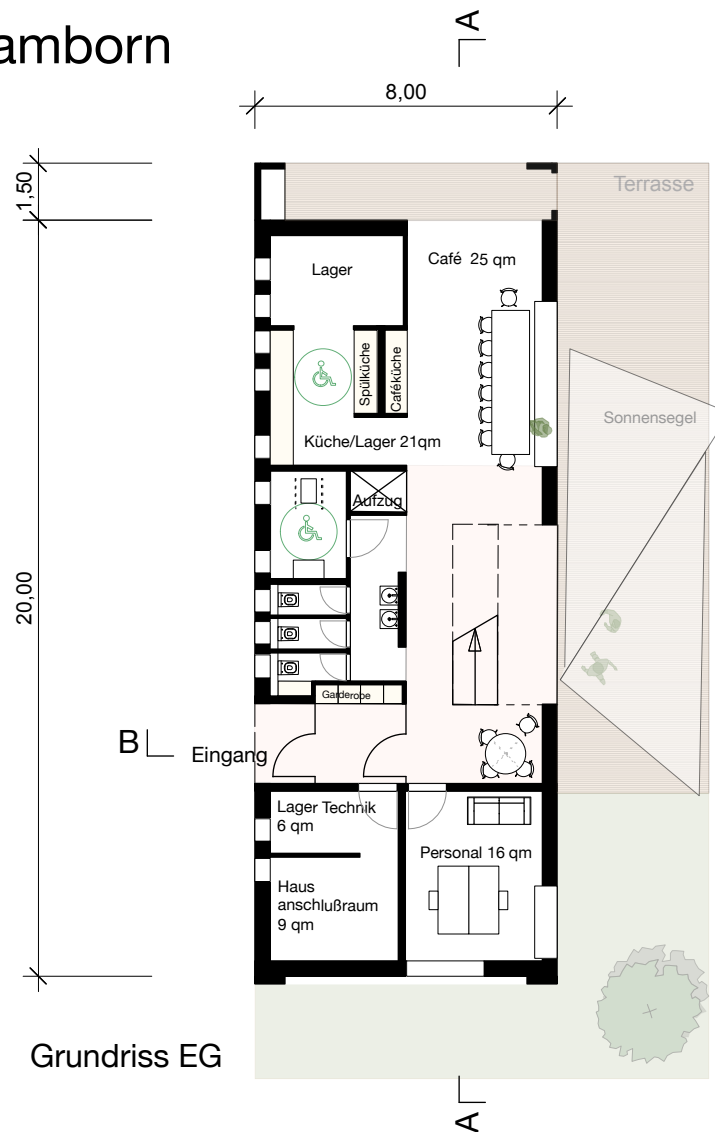 amborn
A
8,00
1,50
Terrasse
Café 25 qm
Lager
Spülküche
Caféküche
Sonnensegel
Küche/Lager 21qm
Aufzug
20,00
Garderobe
B
Eingang
Lager Technik
6 qm
Personal 16 qm
Haus
anschlußraum
9 qm
Grundriss EG
A